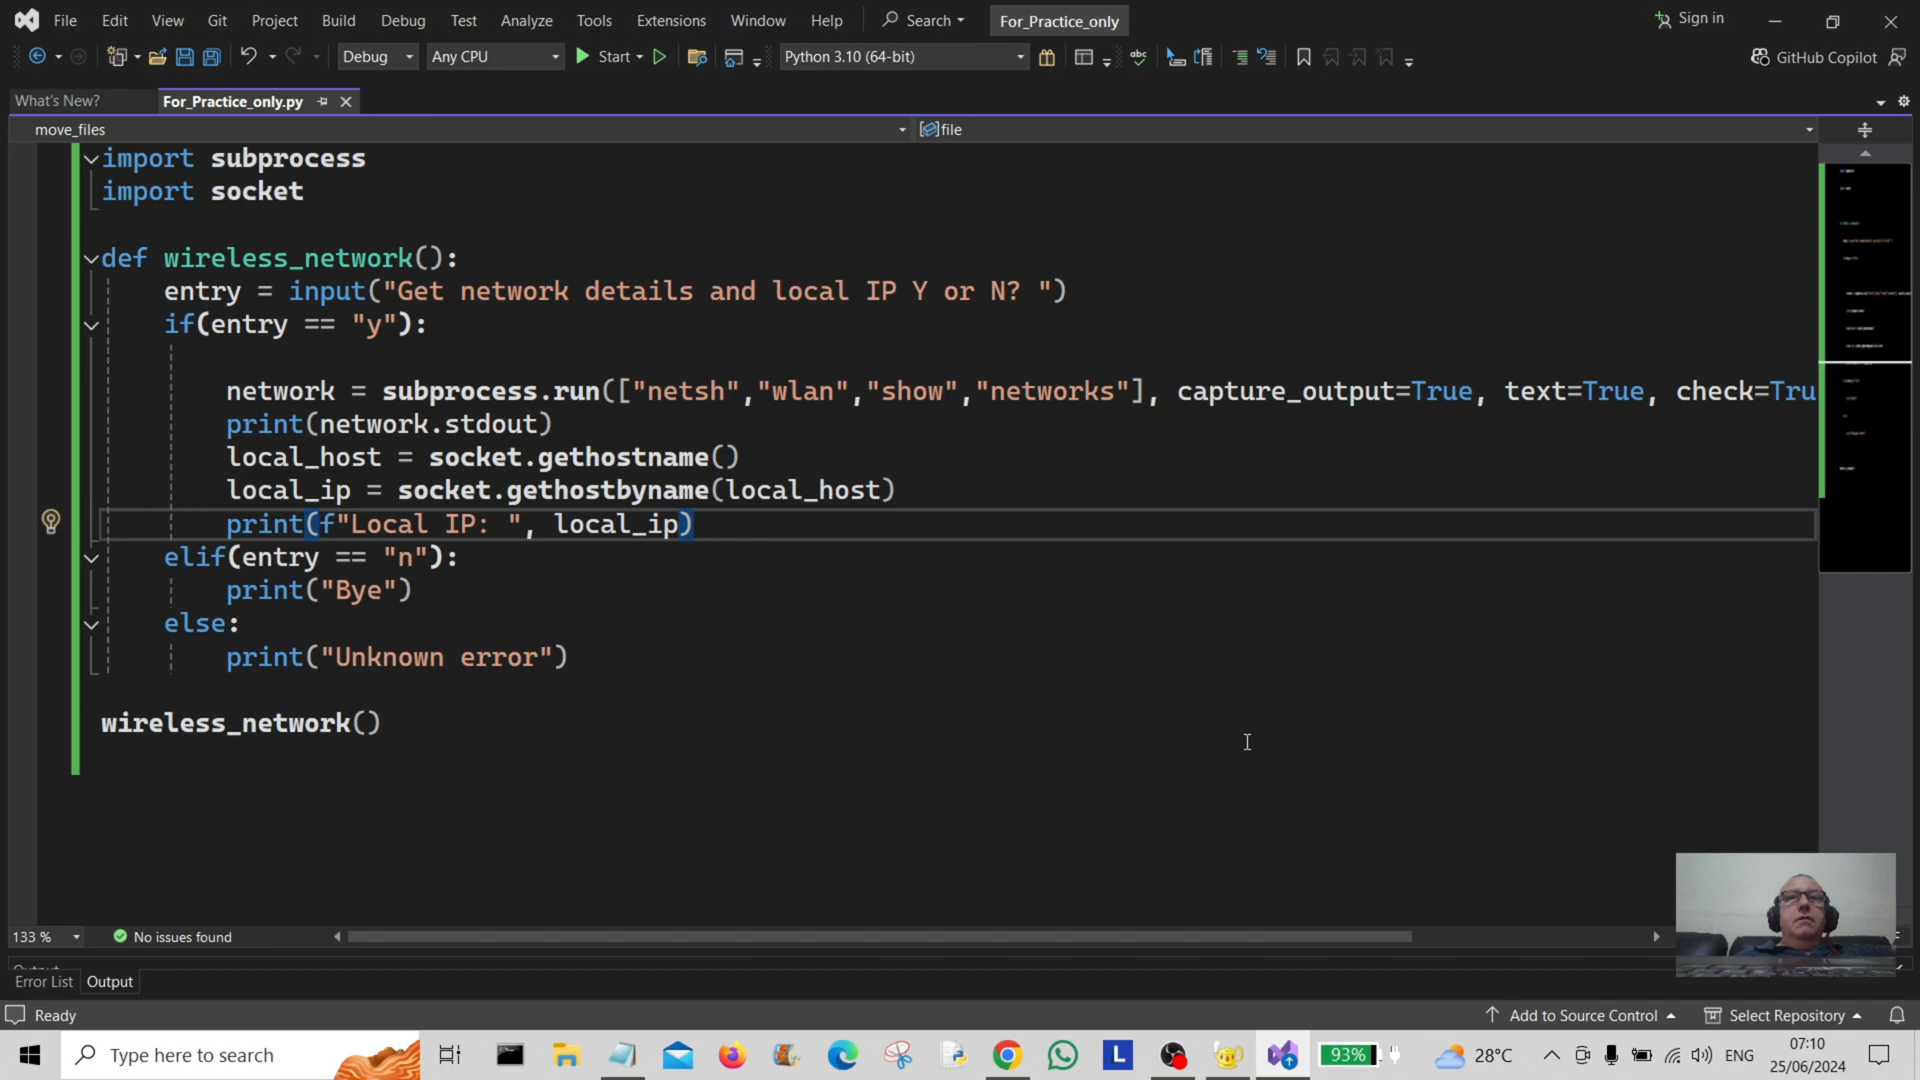 File Edit View Git Project Build Debug Test Analyze Tools Extensions Window Help Search For_Practice_only Sign in
Debug Any CPU Start Python 3.10 (64-bit) abc GitHub Copilot
What's New? For_Practice_only.py
move_files file
import subprocess
import socket
def wireless_network():
entry = input("Get network details and local IP Y or N? ")
if(entry == "y"):
network = subprocess.run(["netsh","wlan","show","networks"], capture_output=True, text=True, check=Tru
print(network.stdout)
local_host = socket.gethostname()
local_ip = socket.gethostbyname(local_host)
print(f"Local IP: ", local_ip)
elif(entry == "n"):
print("Bye")
else:
print("Unknown error")
wireless_network()
133 % No issues found
Error List Output
Ready Add to Source Control Select Repository
Type here to search L 93% 28°C ENG 07:10
25/06/2024